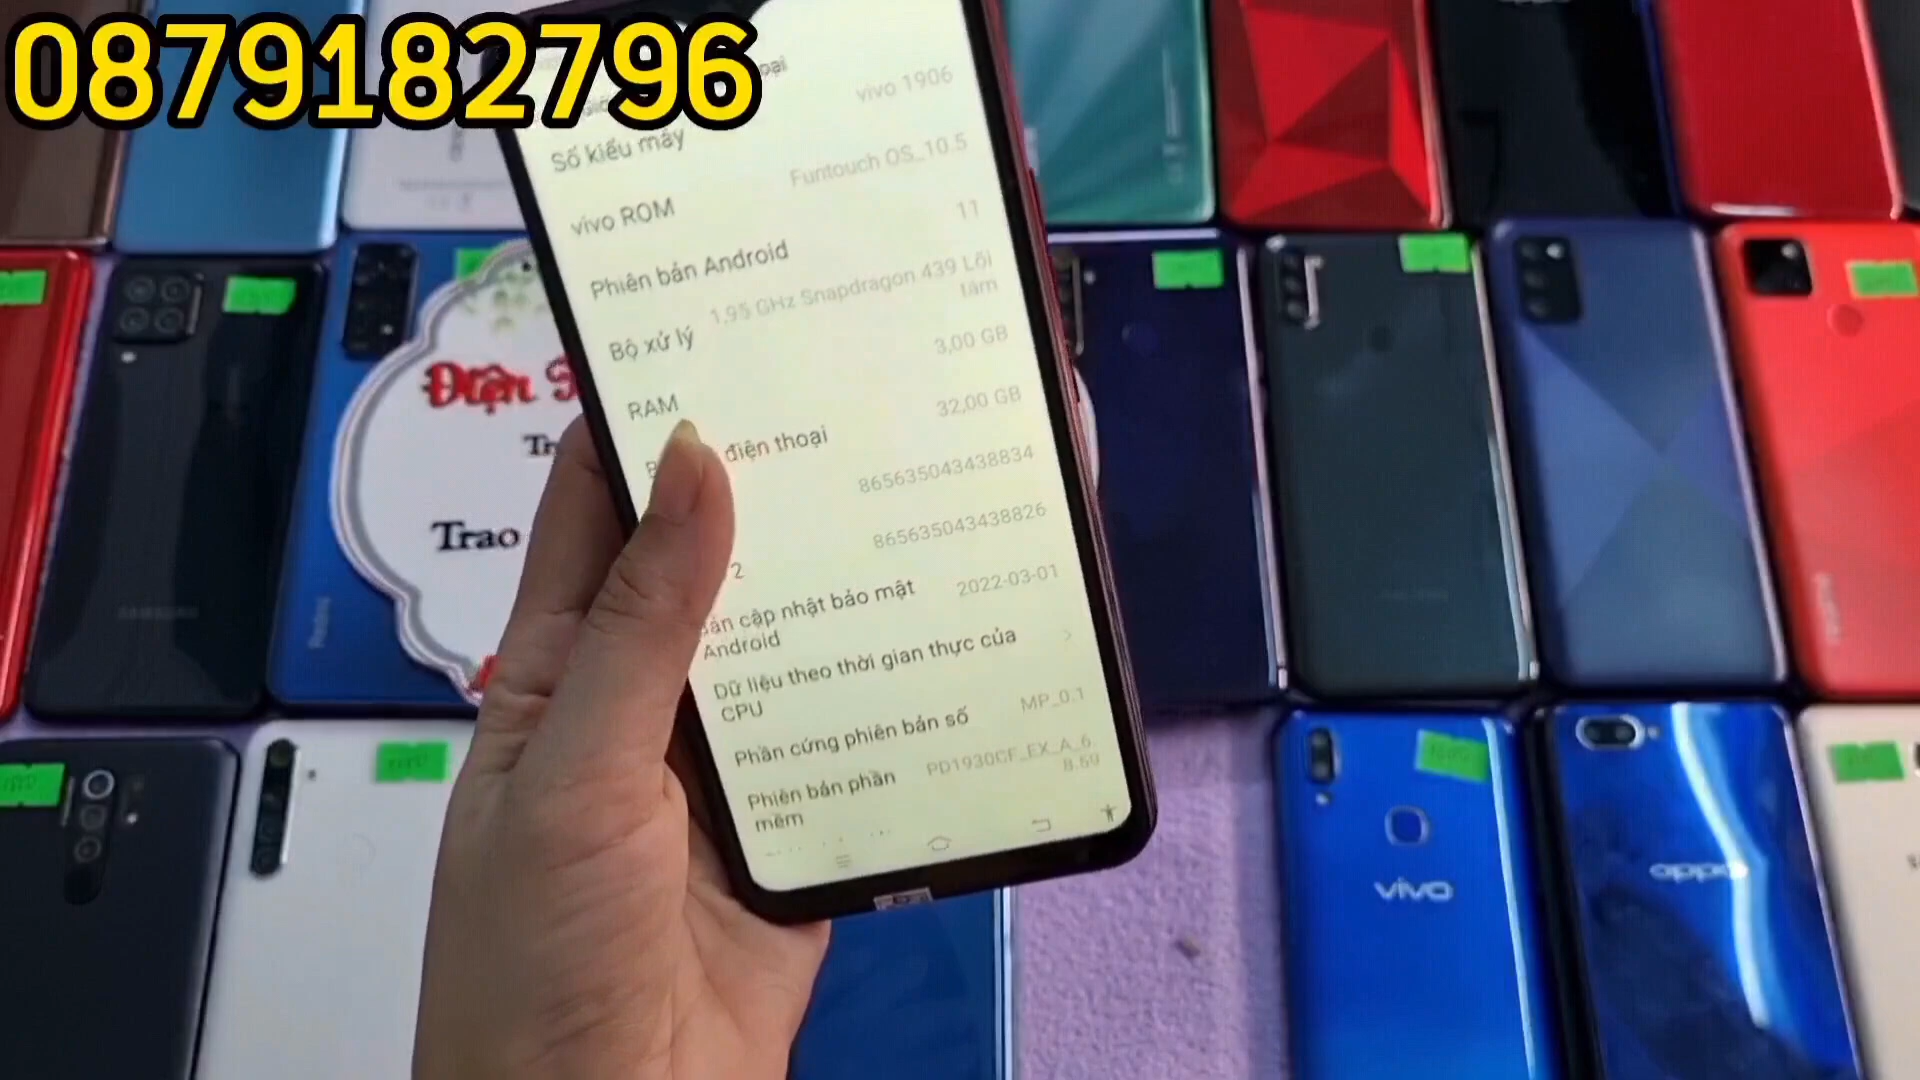 0879182796
vivo 1906
Số kiểu máy
Funtouch OS_10.5
vivo ROM
11
Phiên bản Android
1,95 GHz Snapdragon 439 Lõi
tám
Bộ xử lý
3,00 GB
RAM
32,00 GB
điện thoại
865635043438834
865635043438826
2
2022-03-01
bản cập nhật bảo mật
Android
Dữ liệu theo thời gian thực của
CPU
MP_0.1
Phần cứng phiên bản số
PD1930CF_EX_A_6.
8.59
Phiên bản phần
mềm
Điện
Trao
SAMSUNG
Redmi
vivo
oppo